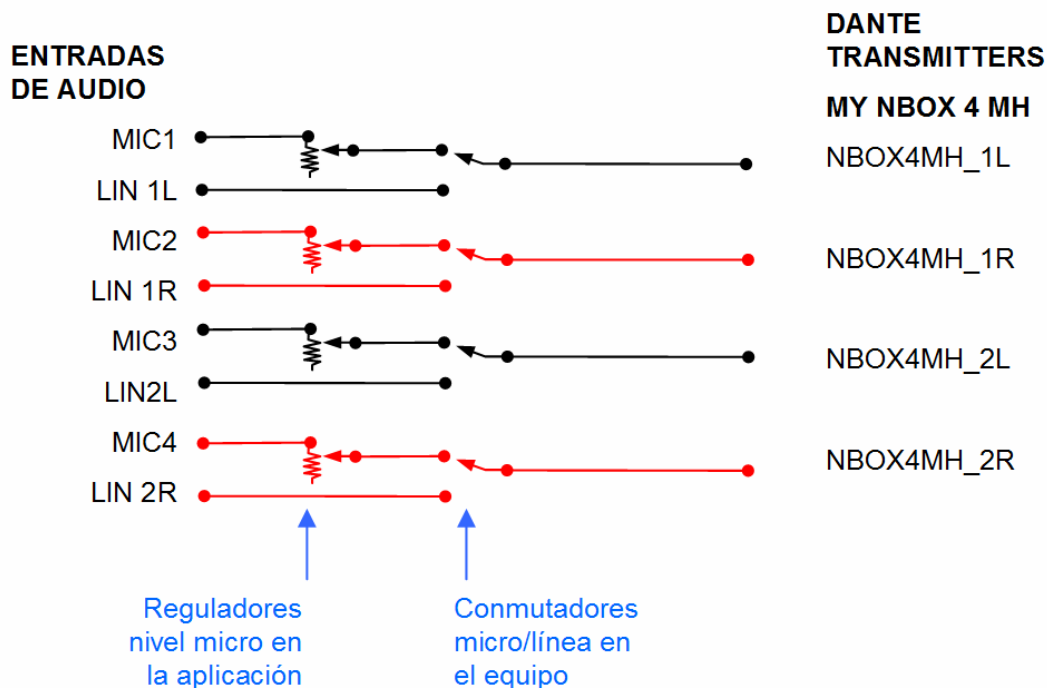 ENTRADAS
DE AUDIO
DANTE
TRANSMITTERS
MY NBOX 4 MH
MIC1
NBOX4MH_1L
LIN 1L
MIC2
NBOX4MH_1R
LIN 1R
MIC3
NBOX4MH_2L
LIN2L
MIC4
NBOX4MH_2R
LIN 2R
Reguladores
nivel micro en
la aplicación
Conmutadores
micro/línea en
el equipo